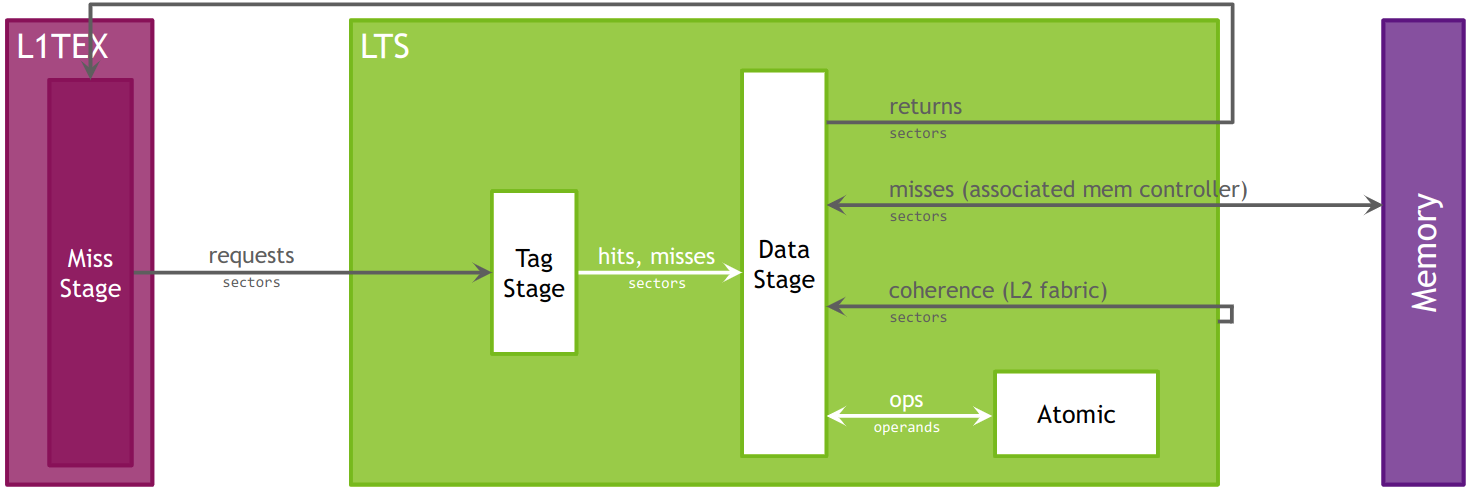 L1TEX
Miss
Stage
requests
sectors
LTS
Tag
Stage
hits, misses
sectors
Data
Stage
returns
sectors
misses (associated mem controller)
sectors
coherence (L2 fabric)
sectors
ops
operands
Atomic
Memory